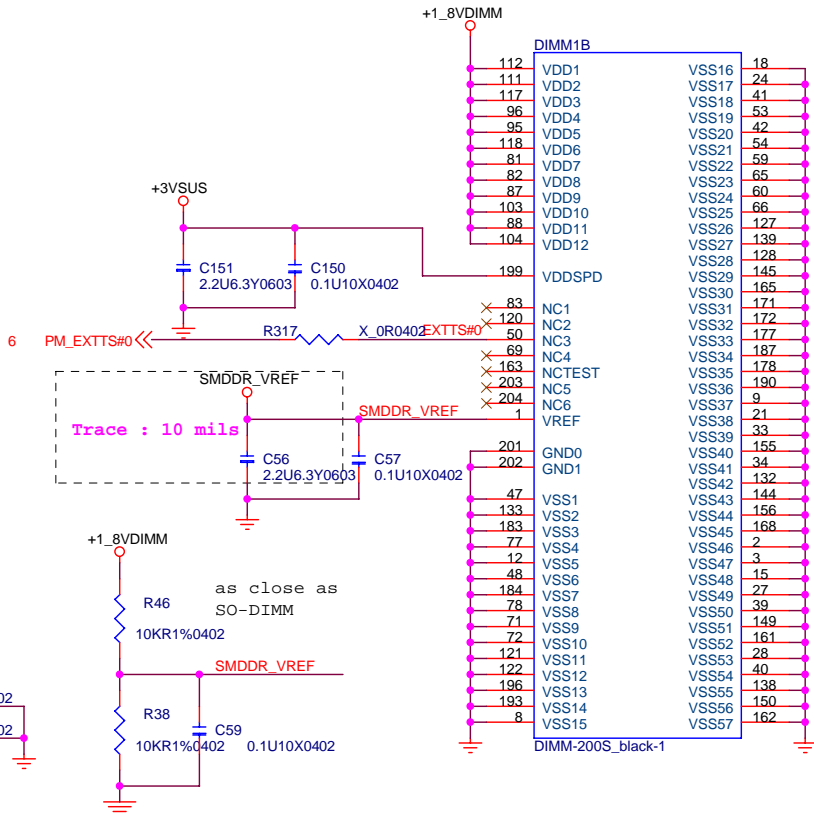 +1_8VDIMM
DIMM1B
112 VDD1 VSS16 18
111 VDD2 VSS17 24
117 VDD3 VSS18 41
96 VDD4 VSS19 53
95 VDD5 VSS20 42
118 VDD6 VSS21 54
81 VDD7 VSS22 59
82 VDD8 VSS23 65
87 VDD9 VSS24 60
103 VDD10 VSS25 66
88 VDD11 VSS26 127
104 VDD12 VSS27 139
VSS28 128
199 VDDSPD VSS29 145
VSS30 165
83 NC1 VSS31 171
120 NC2 VSS32 172
50 NC3 VSS33 177
69 NC4 VSS34 187
163 NCTEST VSS35 178
203 NC5 VSS36 190
204 NC6 VSS37 9
1 VREF VSS38 21
VSS39 33
201 GND0 VSS40 155
202 GND1 VSS41 34
VSS42 132
47 VSS1 VSS43 144
133 VSS2 VSS44 156
183 VSS3 VSS45 168
77 VSS4 VSS46 2
12 VSS5 VSS47 3
48 VSS6 VSS48 15
184 VSS7 VSS49 27
78 VSS8 VSS50 39
71 VSS9 VSS51 149
72 VSS10 VSS52 161
121 VSS11 VSS53 28
122 VSS12 VSS54 40
196 VSS13 VSS55 138
193 VSS14 VSS56 150
8 VSS15 VSS57 162
DIMM-200S_black-1
+3VSUS
C151
2.2U6.3Y0603
C150
0.1U10X0402
6 PM_EXTTS#0
R317 X_0R0402 EXTTS#0
SMDDR_VREF
SMDDR_VREF
Trace : 10 mils
C56
2.2U6.3Y0603
C57
0.1U10X0402
+1_8VDIMM
as close as
SO-DIMM
R46
10KR1%0402
SMDDR_VREF
R38
10KR1%0402
C59
0.1U10X0402
02
02